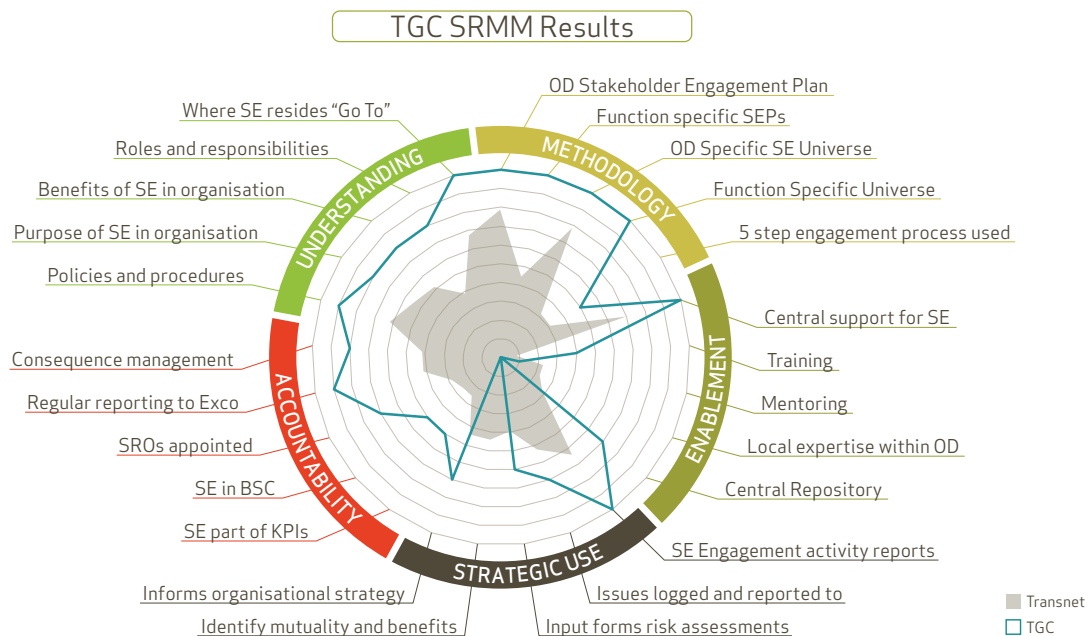 TGC SRMM Results
OD Stakeholder Engagement Plan
Function specific SEPs
OD Specific SE Universe
Function Specific Universe
5 step engagement process used
Central support for SE
Training
Mentoring
Local expertise within OD
Central Repository
SE Engagement activity reports
Issues logged and reported to
Input forms risk assessments
Identify mutuality and benefits
Informs organisational strategy
SE part of KPIs
SE in BSC
SROs appointed
Regular reporting to Exco
Consequence management
Policies and procedures
Purpose of SE in organisation
Benefits of SE in organisation
Roles and responsibilities
Where SE resides “Go To”
METHODOLOGY
ENABLEMENT
STRATEGIC USE
ACCOUNTABILITY
UNDERSTANDING
Transnet
TGC